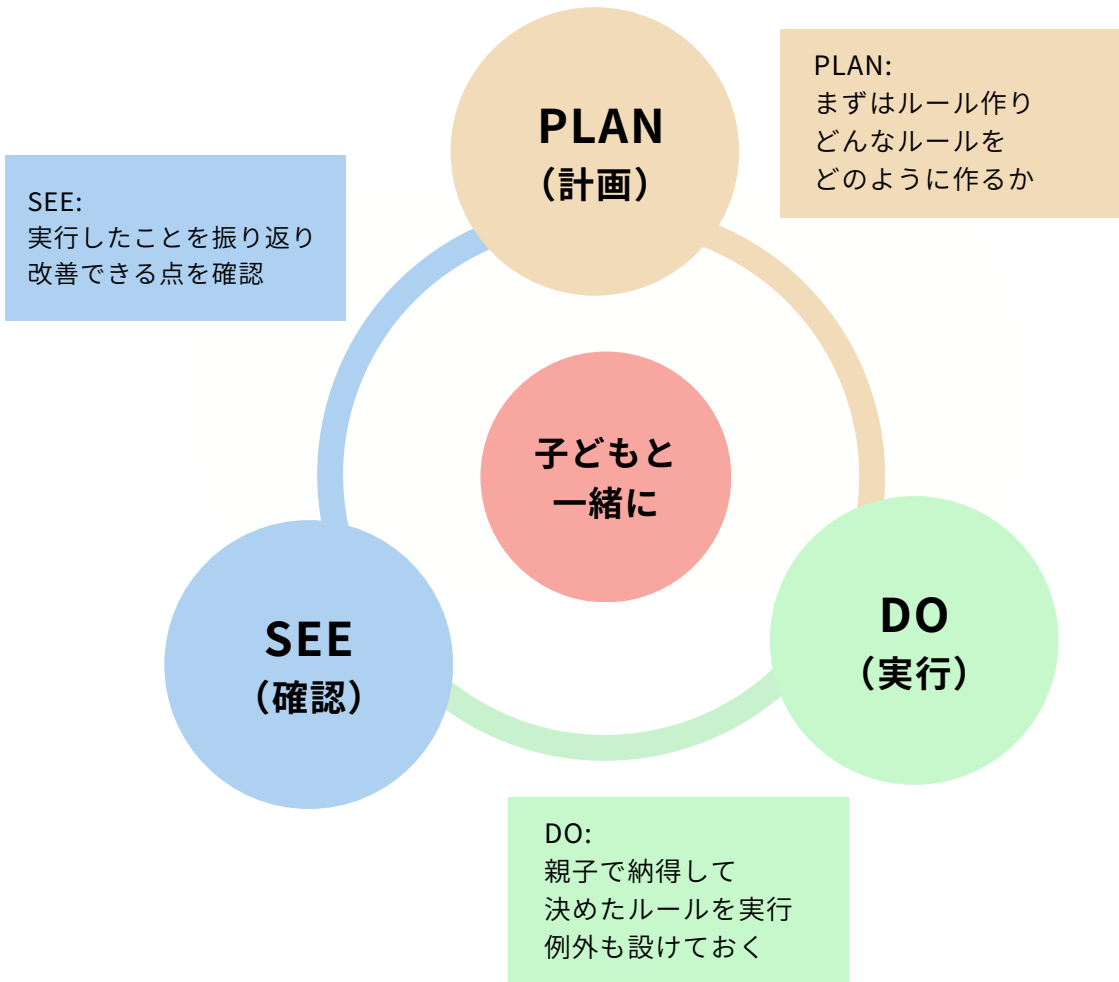 PLAN
（計画）
PLAN:
まずはルール作り
どんなルールを
どのように作るか
SEE:
実行したことを振り返り
改善できる点を確認
子どもと
一緒に
SEE
（確認）
DO
（実行）
DO:
親子で納得して
決めたルールを実行
例外も設けておく